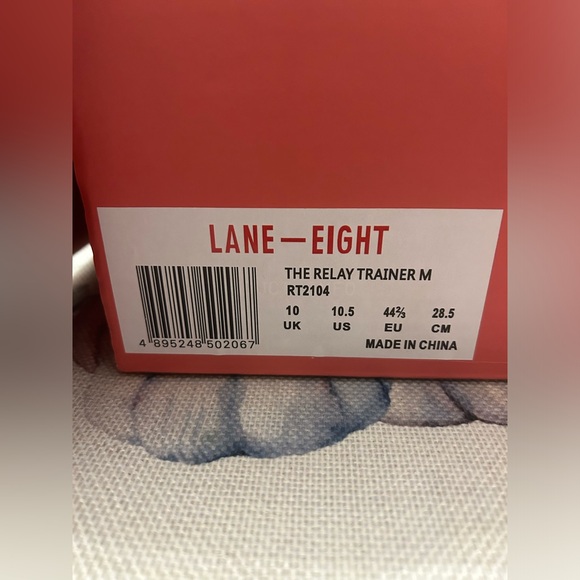 LANE—EIGHT
THE RELAY TRAINER M
RT2104
10 10.5 44⅔ 28.5
UK US EU CM
MADE IN CHINA
4 895248 502067